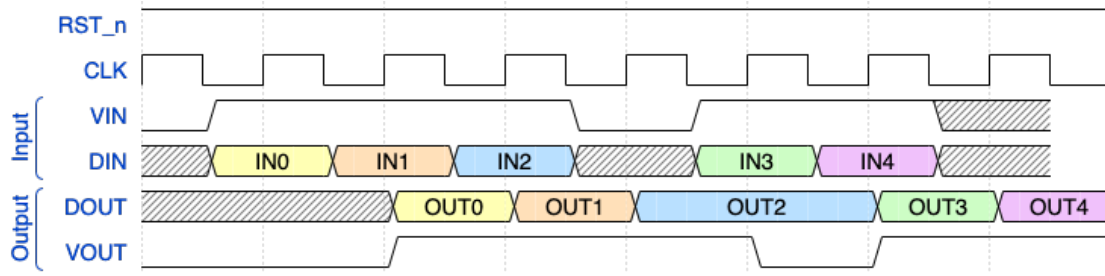 RST_n
CLK
Input
VIN
DIN IN0 IN1 IN2 IN3 IN4
Output
DOUT OUT0 OUT1 OUT2 OUT3 OUT4
VOUT